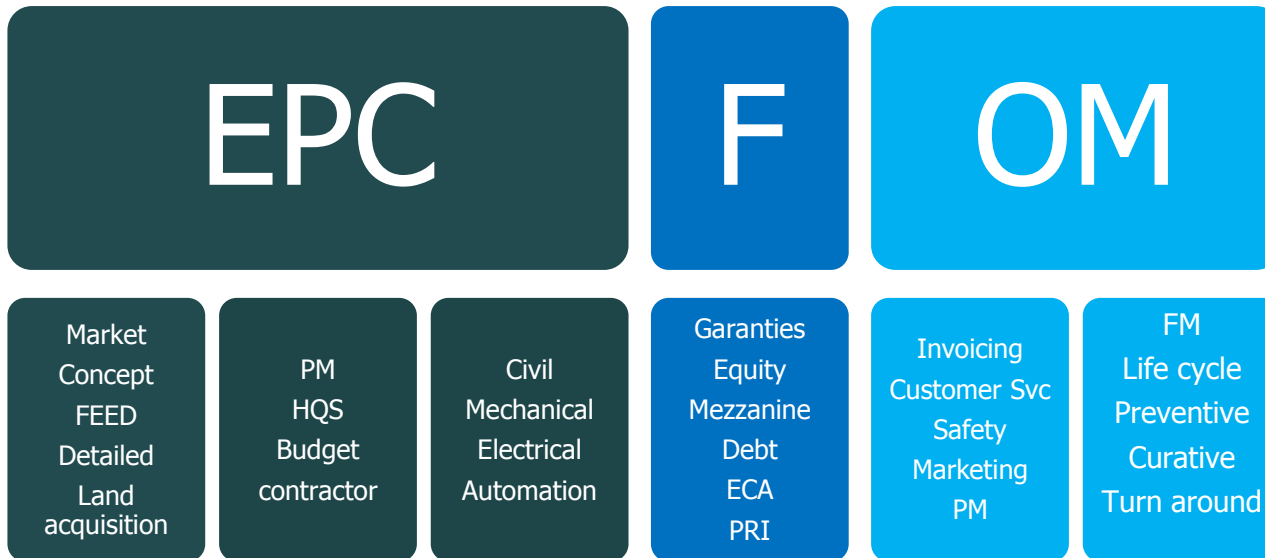 EPC
F
OM
Market
Concept
FEED
Detailed
Land
acquisition
PM
HQS
Budget
contractor
Civil
Mechanical
Electrical
Automation
Garanties
Equity
Mezzanine
Debt
ECA
PRI
Invoicing
Customer Svc
Safety
Marketing
PM
FM
Life cycle
Preventive
Curative
Turn around